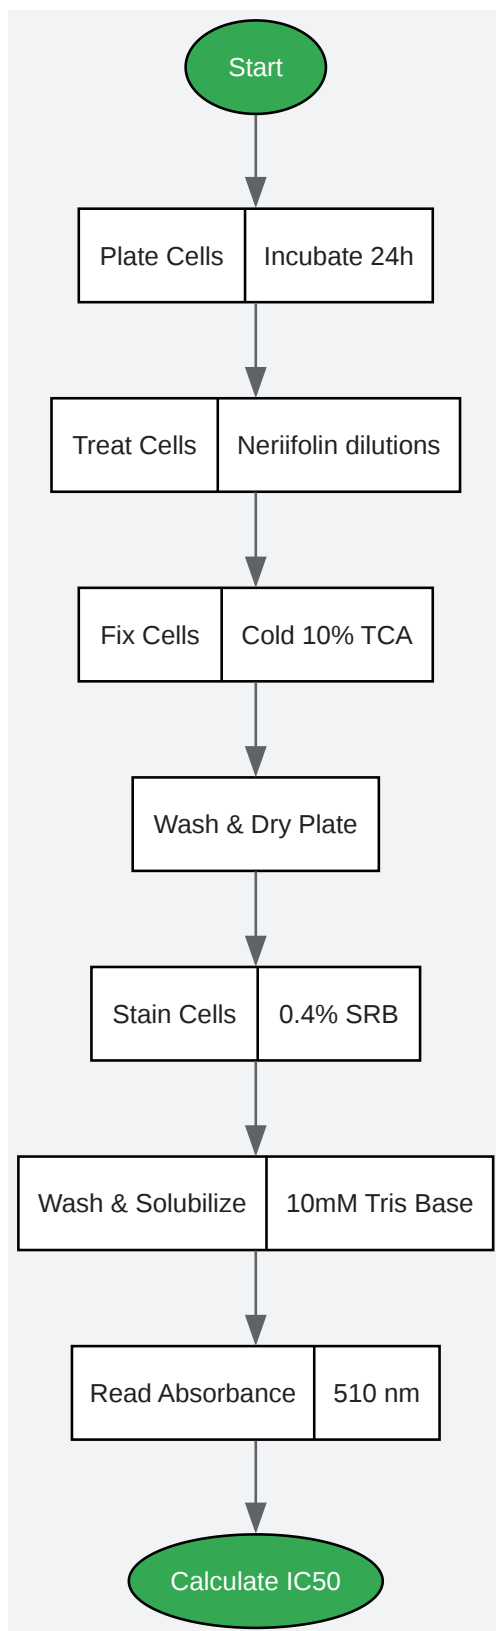 Start
Plate Cells Incubate 24h
Treat Cells Neriifolin dilutions
Fix Cells Cold 10% TCA
Wash & Dry Plate
Stain Cells 0.4% SRB
Wash & Solubilize 10mM Tris Base
Read Absorbance 510 nm
Calculate IC50